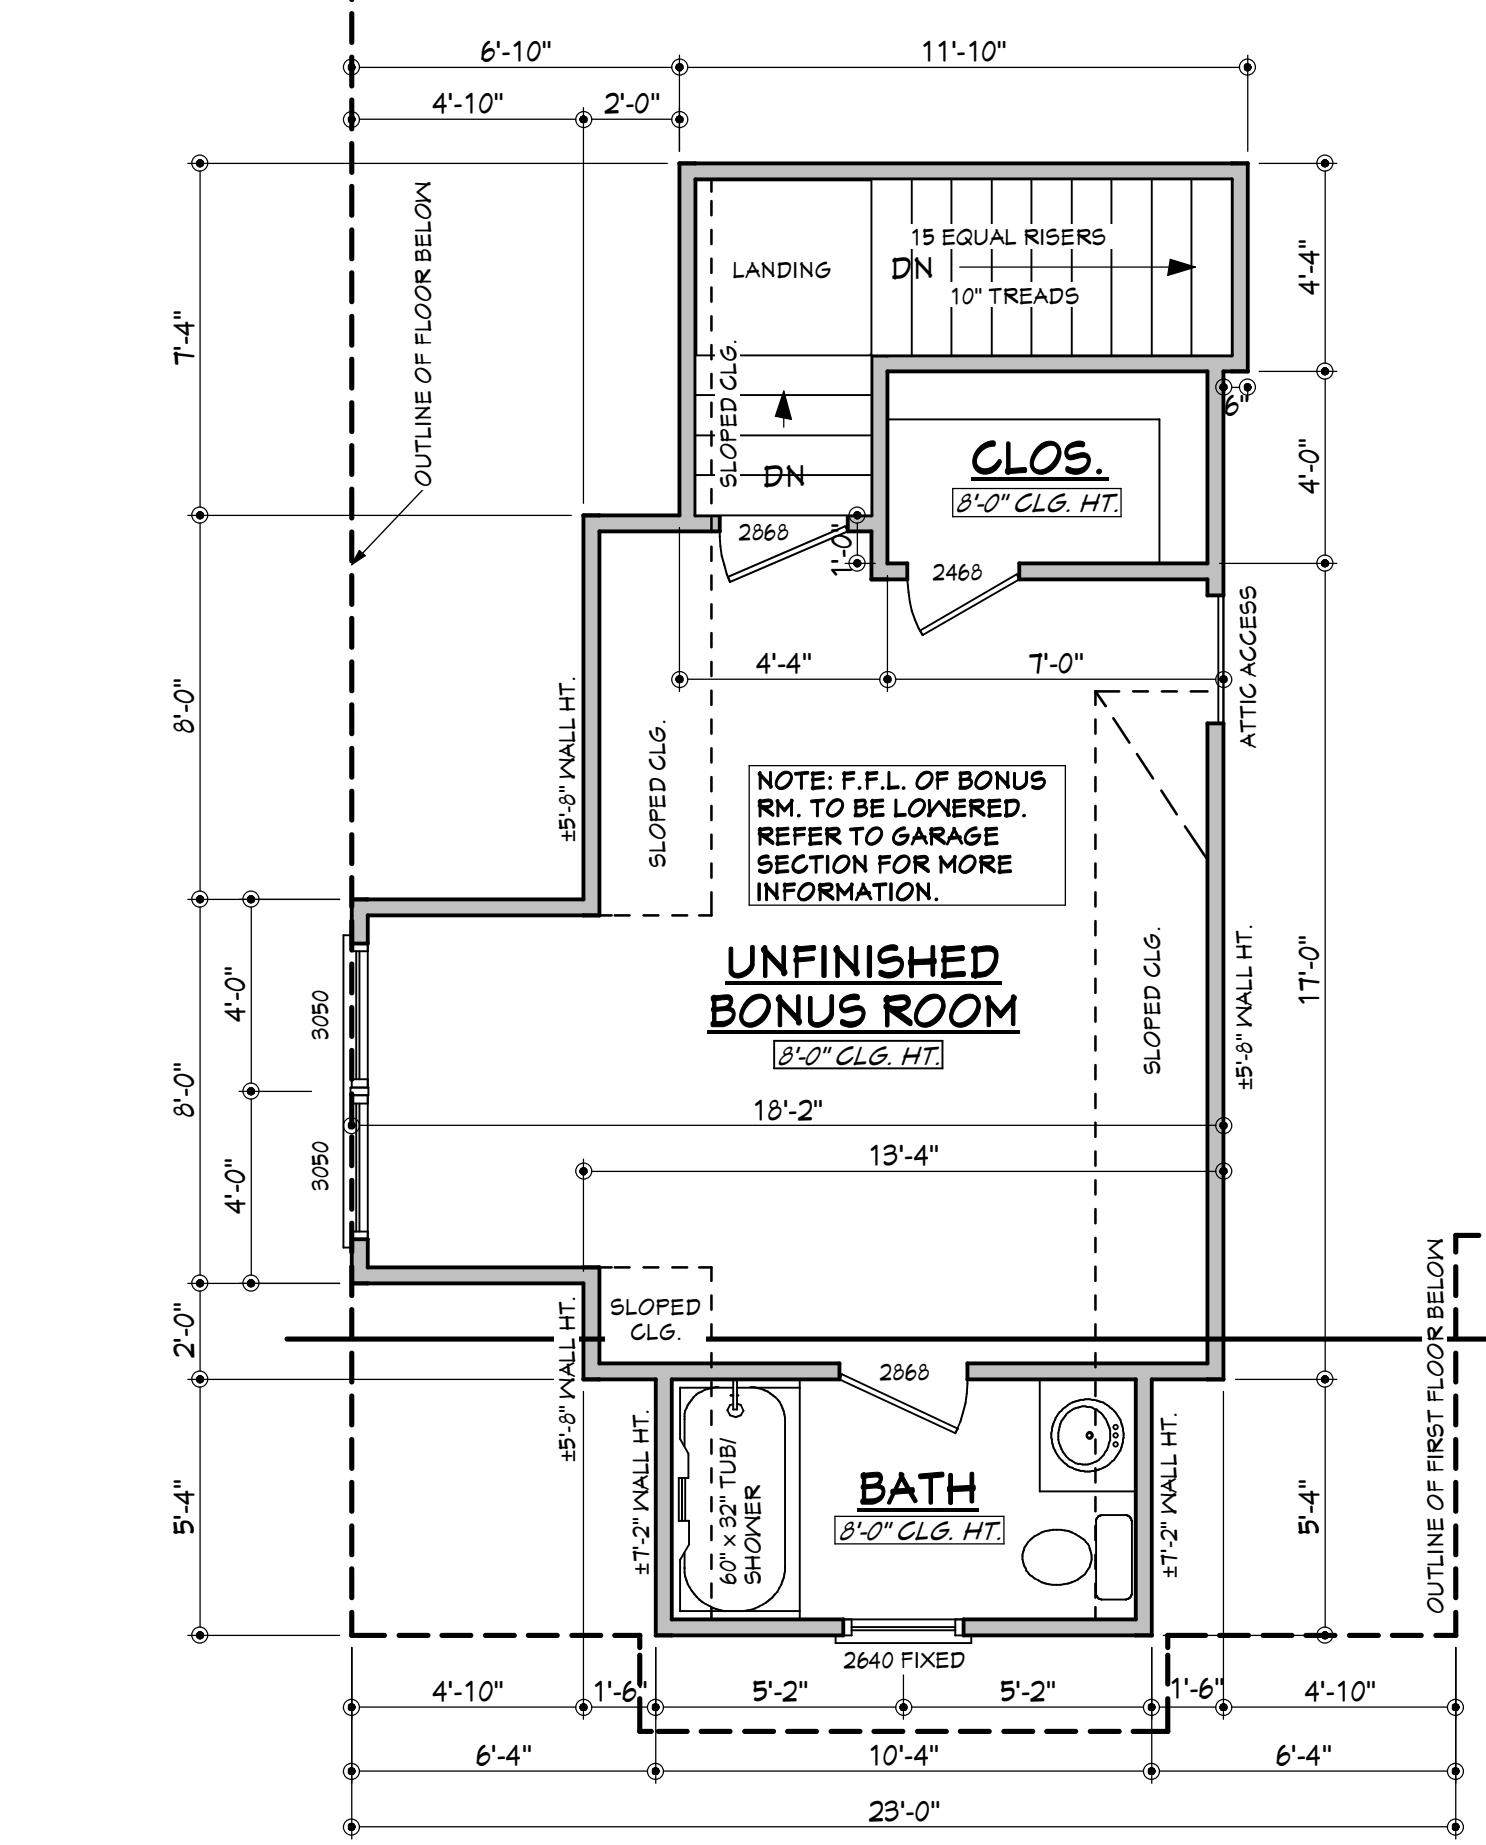 6'-10"
11'-10"
4'-10"
2'-0"
OUTLINE OF FLOOR BELOW
7'-4"
LANDING
15 EQUAL RISERS
DN
10" TREADS
4'-4"
SLOPED CLG.
DN
6"
CLOS.
8'-0" CLG. HT.
4'-0"
2868
1'-0"
2468
ATTIC ACCESS
4'-4"
7'-0"
8'-0"
±5'-8" WALL HT.
SLOPED CLG.
NOTE: F.F.L. OF BONUS
RM. TO BE LOWERED.
REFER TO GARAGE
SECTION FOR MORE
INFORMATION.
UNFINISHED
BONUS ROOM
8'-0" CLG. HT.
SLOPED CLG.
±5'-8" WALL HT.
17'-0"
4'-0"
3050
8'-0"
18'-2"
13'-4"
4'-0"
3050
2'-0"
±5'-8" WALL HT.
SLOPED
CLG.
2868
OUTLINE OF FIRST FLOOR BELOW
5'-4"
±7'-2" WALL HT.
60" x 32" TUB/
SHOWER
BATH
8'-0" CLG. HT.
±7'-2" WALL HT.
5'-4"
2640 FIXED
4'-10"
1'-6"
5'-2"
5'-2"
1'-6"
4'-10"
6'-4"
10'-4"
6'-4"
23'-0"